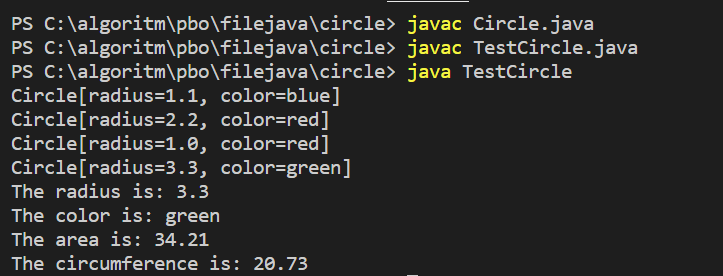 PS C:\algoritm\pbo\filejava\circle> javac Circle.java
PS C:\algoritm\pbo\filejava\circle> javac TestCircle.java
PS C:\algoritm\pbo\filejava\circle> java TestCircle
Circle[radius=1.1, color=blue]
Circle[radius=2.2, color=red]
Circle[radius=1.0, color=red]
Circle[radius=3.3, color=green]
The radius is: 3.3
The color is: green
The area is: 34.21
The circumference is: 20.73